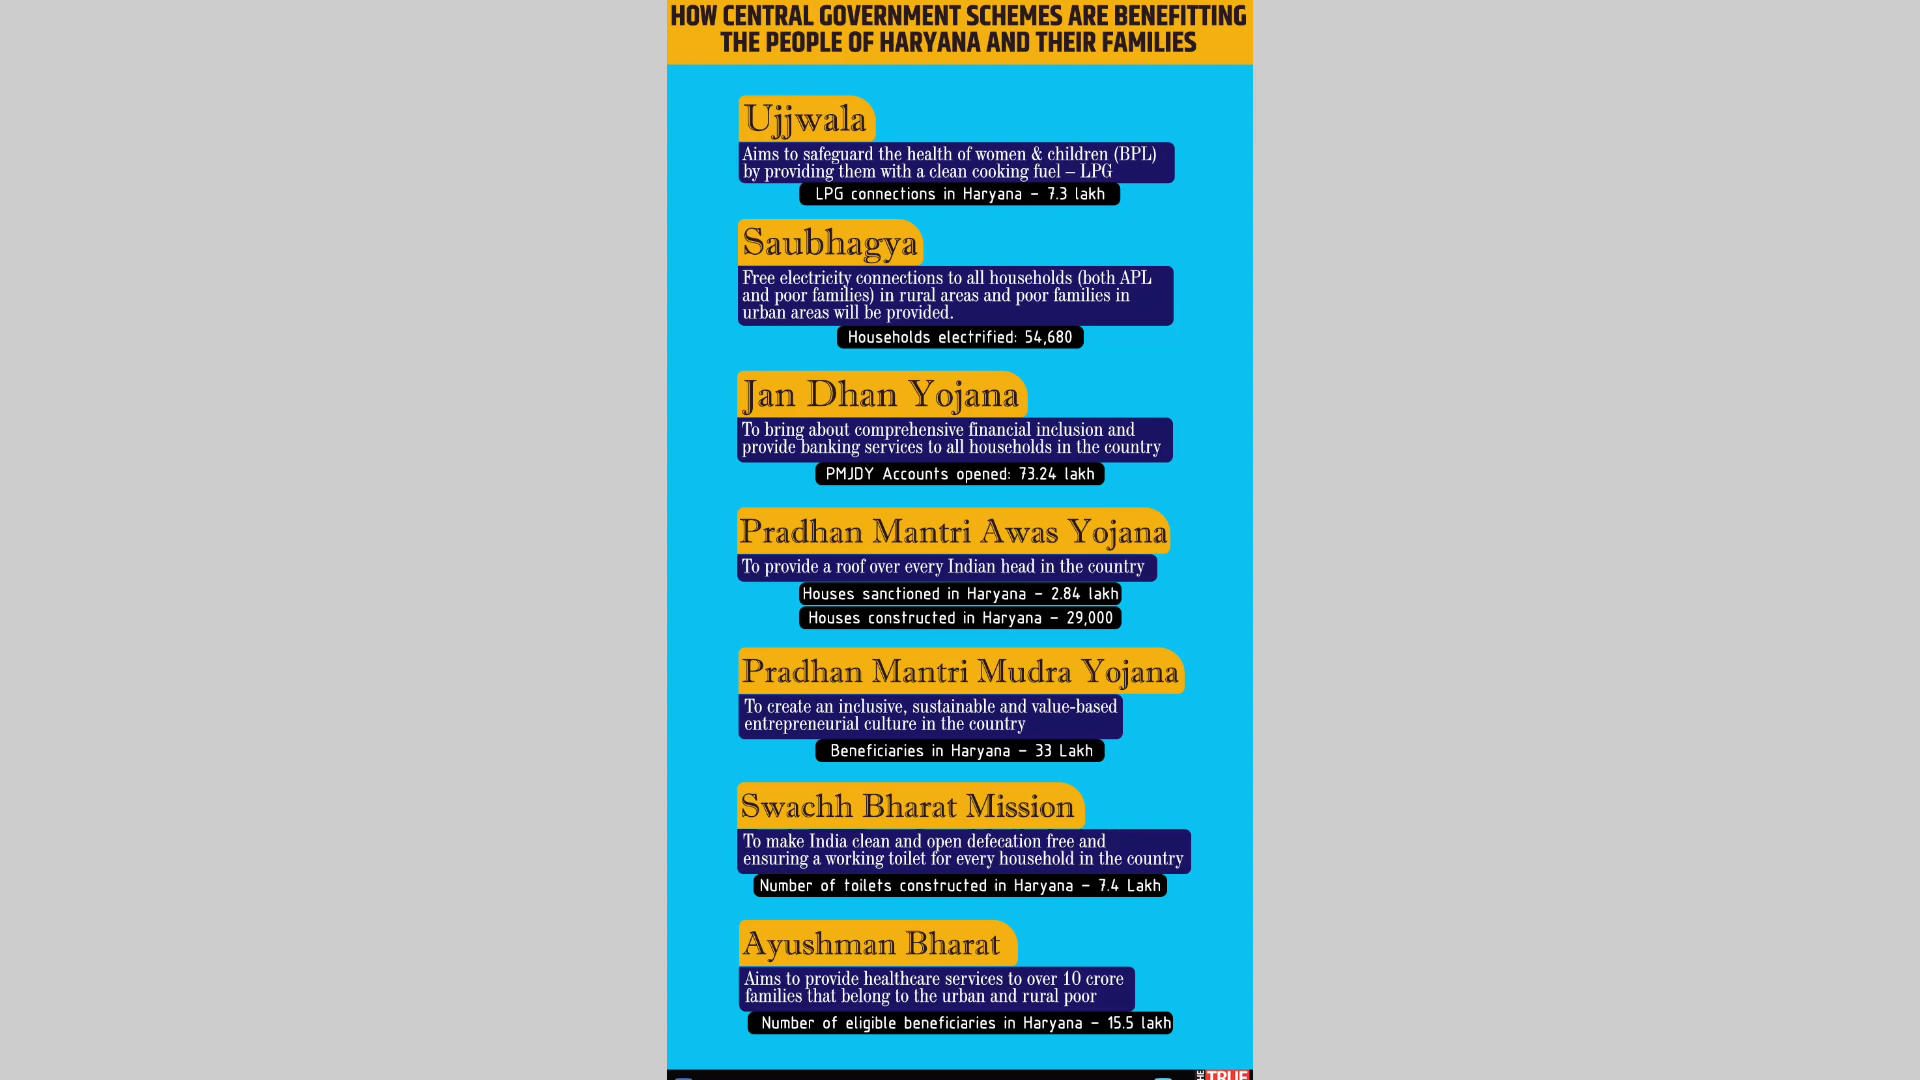 HOW CENTRAL GOVERNMENT SCHEMES ARE BENEFITTING
THE PEOPLE OF HARYANA AND THEIR FAMILIES
Ujjwala
Aims to safeguard the health of women & children (BPL)
by providing them with a clean cooking fuel – LPG
LPG connections in Haryana – 7.3 lakh
Saubhagya
Free electricity connections to all households (both APL
and poor families) in rural areas and poor families in
urban areas will be provided.
Households electrified: 54,680
Jan Dhan Yojana
To bring about comprehensive financial inclusion and
provide banking services to all households in the country
PMJDY Accounts opened: 73.24 lakh
Pradhan Mantri Awas Yojana
To provide a roof over every Indian head in the country
Houses sanctioned in Haryana – 2.84 lakh
Houses constructed in Haryana – 29,000
Pradhan Mantri Mudra Yojana
To create an inclusive, sustainable and value-based
entrepreneurial culture in the country
Beneficiaries in Haryana – 33 Lakh
Swachh Bharat Mission
To make India clean and open defecation free and
ensuring a working toilet for every household in the country
Number of toilets constructed in Haryana – 7.4 Lakh
Ayushman Bharat
Aims to provide healthcare services to over 10 crore
families that belong to the urban and rural poor
Number of eligible beneficiaries in Haryana – 15.5 lakh
TRUE